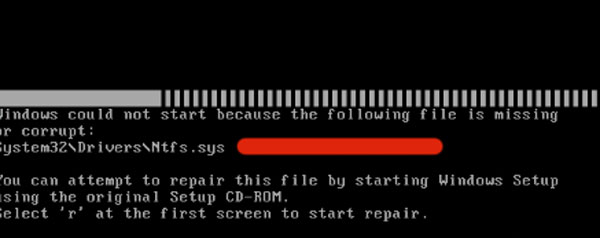 Windows could not start because the following file is missing
or corrupt:
System32\Drivers\Ntfs.sys
You can attempt to repair this file by starting Windows Setup
using the original Setup CD-ROM.
Select 'r' at the first screen to start repair.